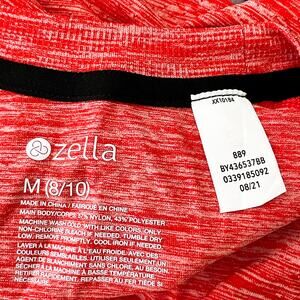 XX10184
zella
M (8/10)
MADE IN CHINA / FABRIQUÉ EN CHINE
MAIN BODY/CORPS: 57% NYLON, 43% POLYESTER
MACHINE WASH COLD, WITH LIKE COLORS. ONLY
NON-CHLORINE BLEACH IF NEEDED. TUMBLE DRY
LOW, REMOVE PROMPTLY. COOL IRON IF NEEDED.
LAVER À LA MACHINE À L'EAU FROIDE, AVEC DES
COULEURS SEMBLABLES. UTILISER SEULEMENT UN
AGENT DE BLANCHIMENT SANS CHLORE, AU BESOIN.
SÉCHER À LA MACHINE À BASSE TEMPÉRATURE.
RETIRER RAPIDEMENT. REPASSER AU FER TIÈDE SI
889
BY436537BB
0339185092
08/21